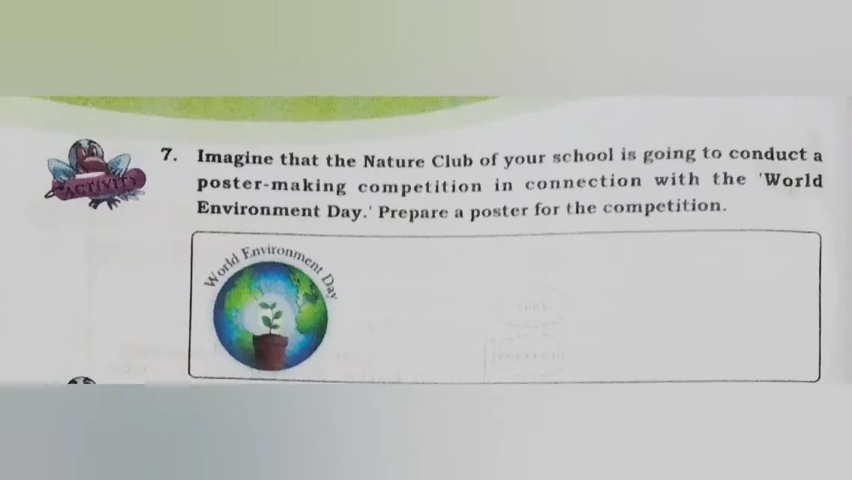 ACTIVITY
7. Imagine that the Nature Club of your school is going to conduct a
poster-making competition in connection with the 'World
Environment Day.' Prepare a poster for the competition.
World Environment Day